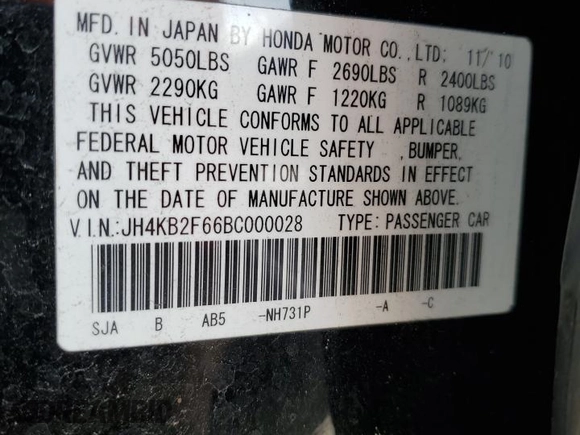 MFD. IN JAPAN BY HONDA MOTOR CO., LTD: 11/10
GVWR 5050LBS GAWR F 2690LBS R 2400LBS
GVWR 2290KG GAWR F 1220KG R 1089KG
THIS VEHICLE CONFORMS TO ALL APPLICABLE
FEDERAL MOTOR VEHICLE SAFETY , BUMPER,
AND THEFT PREVENTION STANDARDS IN EFFECT
ON THE DATE OF MANUFACTURE SHOWN ABOVE.
V.I.N.:JH4KB2F66BC000028 TYPE: PASSENGER CAR
SJA B AB5 -NH731P -A -C